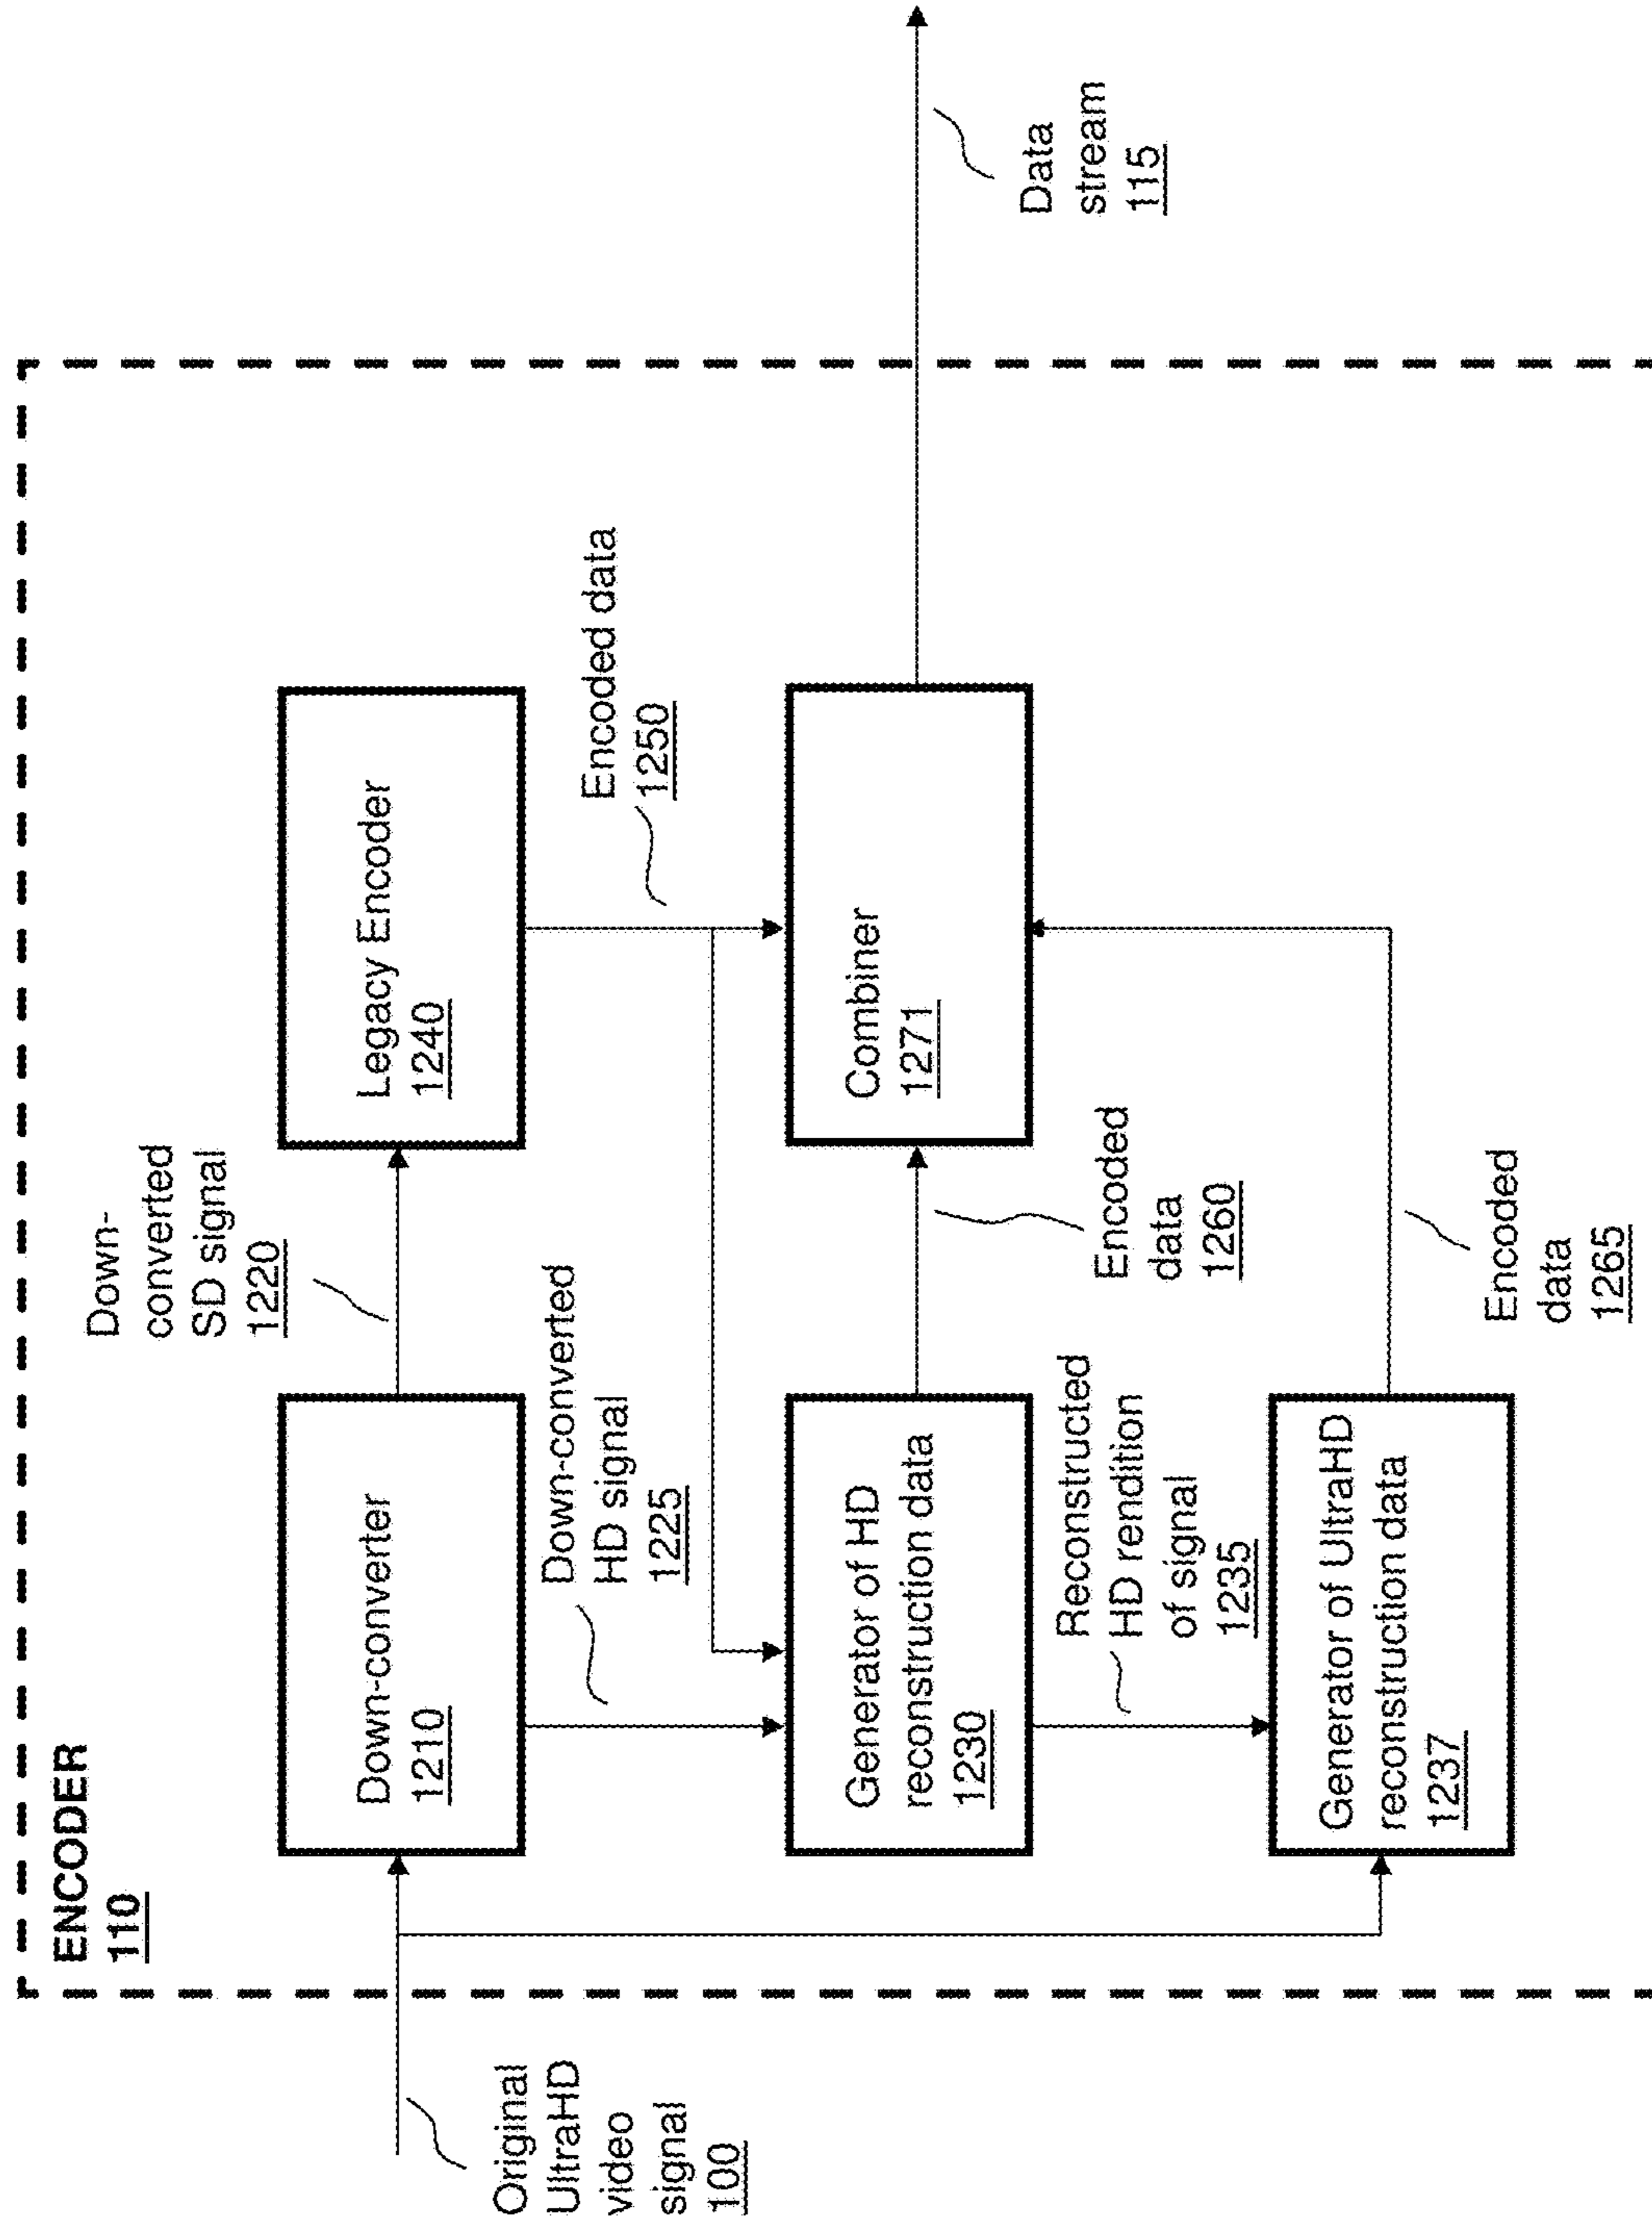 ENCODER
110
Original
UltraHD
video
signal
100
Down-converter
1210
Down-
converted
SD signal
1220
Legacy Encoder
1240
Down-converted
HD signal
1225
Encoded data
1250
Generator of HD
reconstruction data
1230
Encoded
data
1260
Combiner
1271
Data
stream
115
Reconstructed
HD rendition
of signal
1235
Generator of UltraHD
reconstruction data
1237
Encoded
data
1265